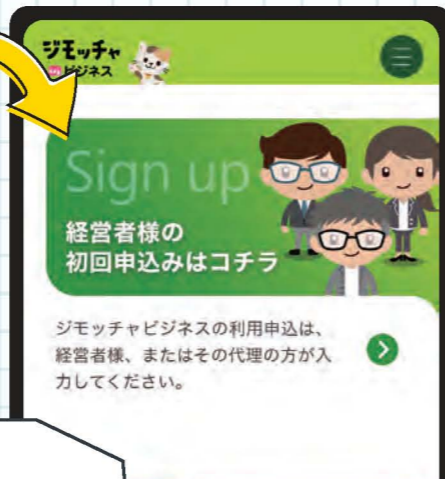 ジモッチャ
ビジネス
Sign up
経営者様の
初回申込みはコチラ
ジモッチャビジネスの利用申込は、
経営者様、またはその代理の方が入
力してください。